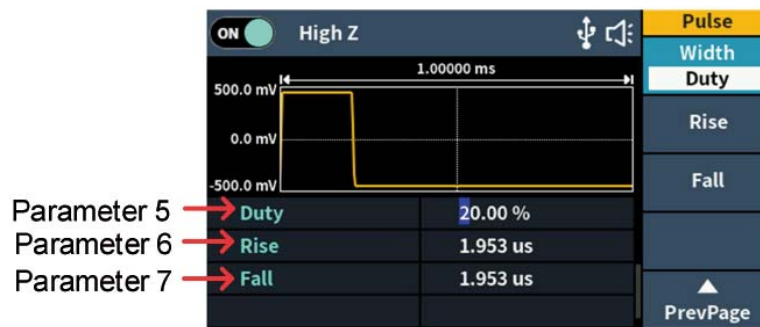 ON High Z
Pulse
Width
Duty
Rise
Fall
PrevPage
1.00000 ms
500.0 mV
0.0 mV
-500.0 mV
Parameter 5 Duty 20.00 %
Parameter 6 Rise 1.953 us
Parameter 7 Fall 1.953 us